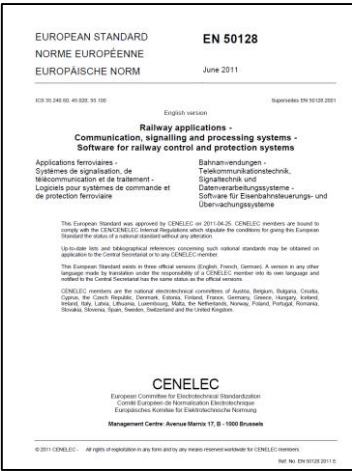 EUROPEAN STANDARD
NORME EUROPÉENNE
EUROPÄISCHE NORM
EN 50128
June 2011
Supersedes EN 50128:2001
English version
Railway applications -
Communication, signalling and processing systems -
Software for railway control and protection systems
Applications ferroviaires -
Systèmes de signalisation, de
télécommunication et de traitement -
Logiciels pour systèmes de commande et
de protection ferroviaire
Bahnanwendungen -
Telekommunikationstechnik,
Signaltechnik und
Datenverarbeitungssysteme -
Software für Eisenbahnsteuerungs- und
Überwachungssysteme
This European Standard was approved by CENELEC on 2011-04-25. CENELEC members are bound to
comply with the CEN/CENELEC Internal Regulations which stipulate the conditions for giving this European
Standard the status of a national standard without any alteration.
Up-to-date lists and bibliographical references concerning such national standards may be obtained on
application to the Central Secretariat or to any CENELEC member.
This European Standard exists in three official versions (English, French, German). A version in any other
language made by translation under the responsibility of a CENELEC member into its own language and
notified to the Central Secretariat has the same status as the official versions.
CENELEC members are the national electrotechnical committees of Austria, Belgium, Bulgaria, Croatia,
Cyprus, the Czech Republic, Denmark, Estonia, Finland, France, Germany, Greece, Hungary, Iceland,
Ireland, Italy, Latvia, Lithuania, Luxembourg, Malta, the Netherlands, Norway, Poland, Portugal, Romania,
Slovakia, Slovenia, Spain, Sweden, Switzerland and the United Kingdom.
CENELEC
European Committee for Electrotechnical Standardization
Comité Européen de Normalisation Electrotechnique
Europäisches Komitee für Elektrotechnische Normung
Management Centre: Avenue Marnix 17, B - 1000 Brussels
© 2011 CENELEC - All rights of exploitation in any form and by any means reserved worldwide for CENELEC members.
Ref. No. EN 50128:2011 E